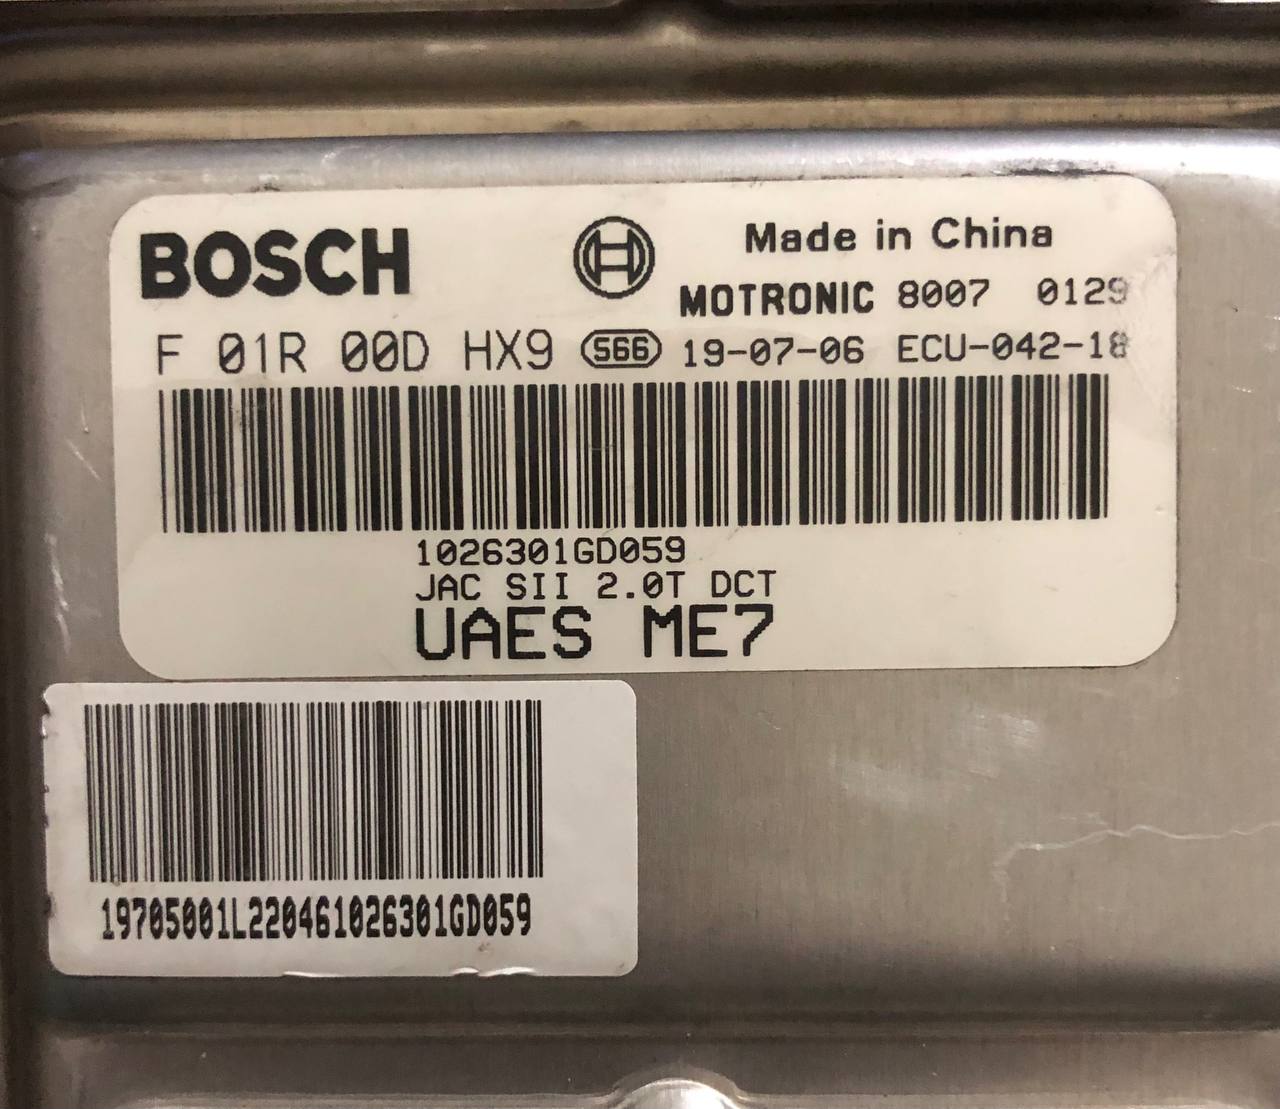 BOSCH
Made in China
MOTRONIC 8007 0129
F 01R 00D HX9 S66 19-07-06 ECU-042-18
1026301GD059
JAC SII 2.0T DCT
UAES ME7
19705001L220461026301GD059